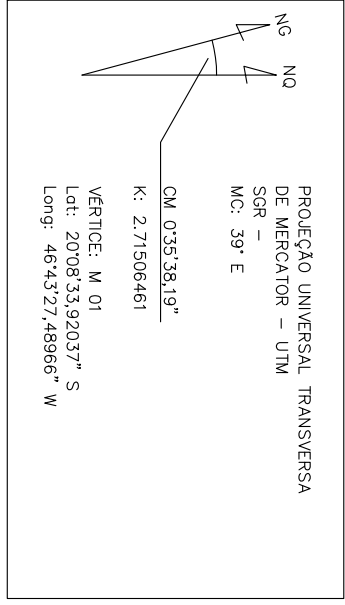 NG
NQ
PROJEÇÃO UNIVERSAL TRANSVERSA
DE MERCATOR – UTM
SGR –
MC: 39° E
CM 0°35'38,19"
K: 2.71506461
VÉRTICE: M 01
Lat: 20°08'33,92037" S
Long: 46°43'27,48966" W